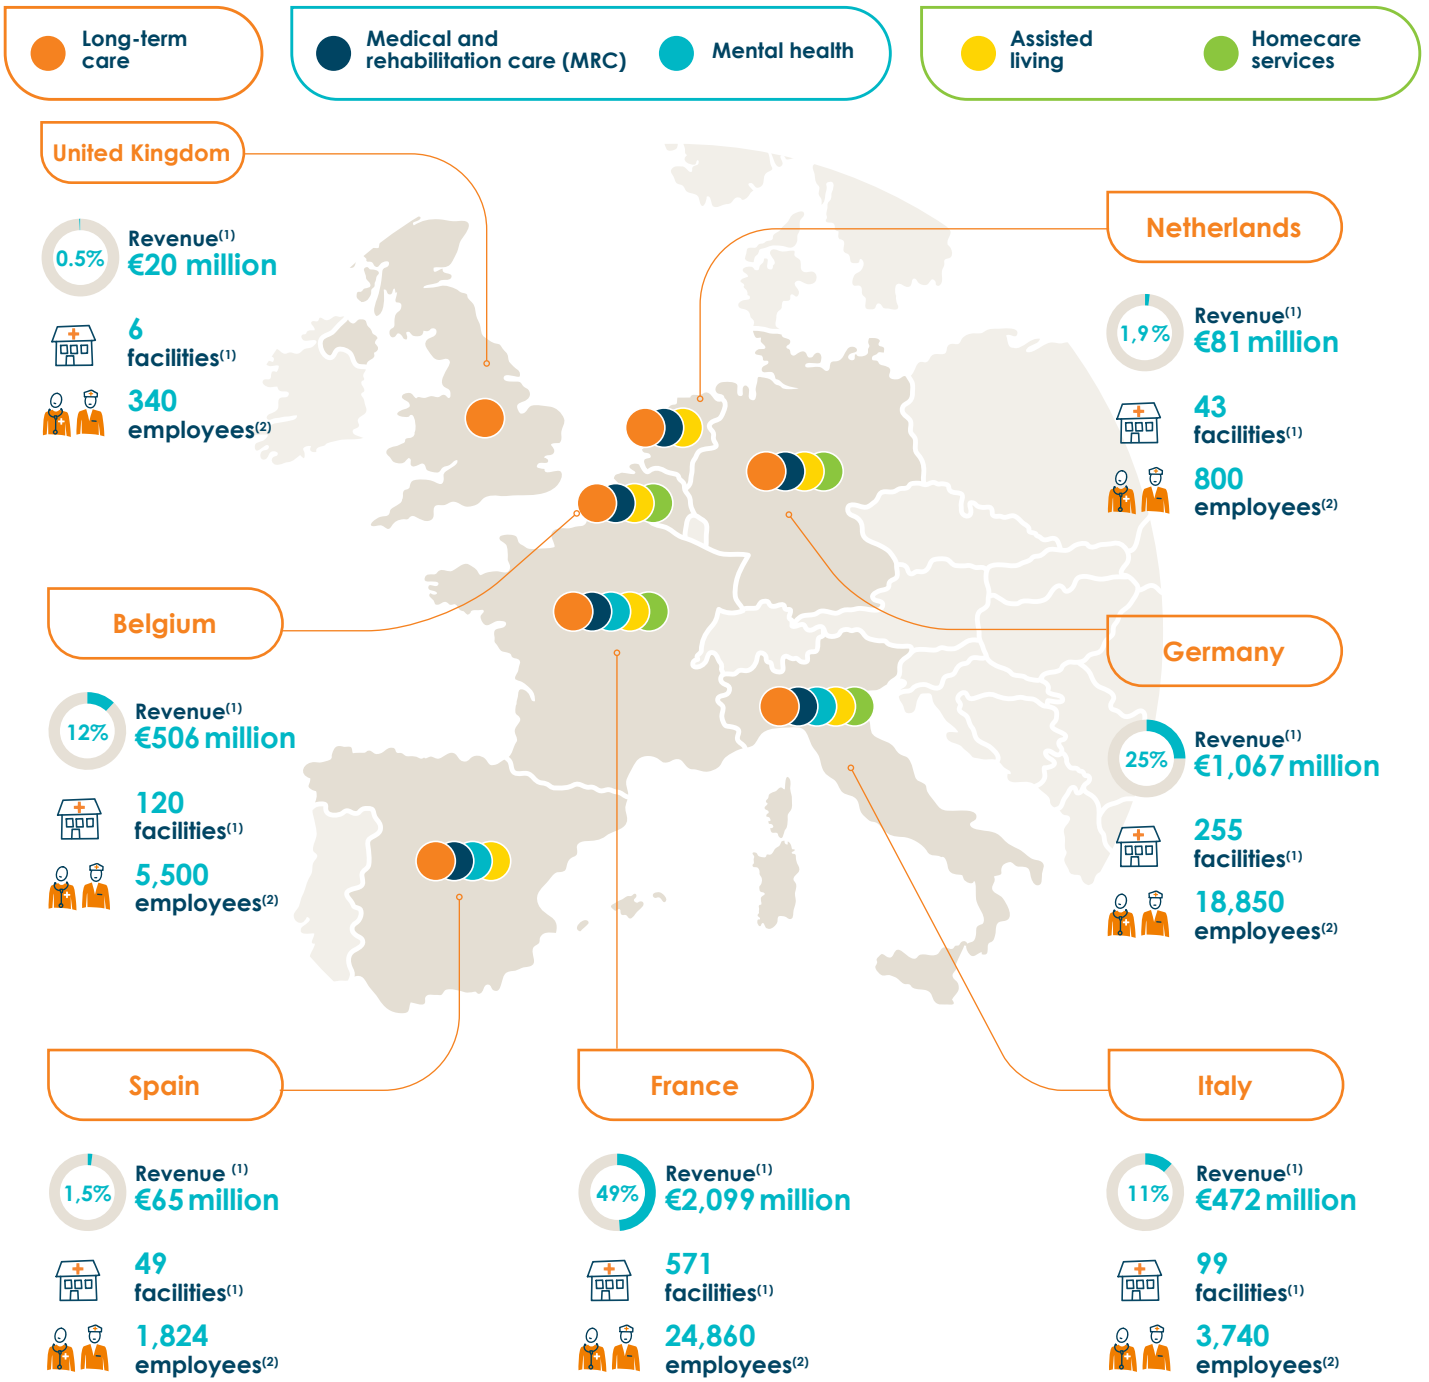 Long-term
care
Medical and
rehabilitation care (MRC)
Mental health
Assisted
living
Homecare
services
United Kingdom
0.5%
Revenue(1)
€20 million
6
facilities(1)
340
employees(2)
Netherlands
1,9%
Revenue(1)
€81 million
43
facilities(1)
800
employees(2)
Belgium
12%
Revenue(1)
€506 million
120
facilities(1)
5,500
employees(2)
Germany
25%
Revenue(1)
€1,067 million
255
facilities(1)
18,850
employees(2)
Spain
1,5%
Revenue (1)
€65 million
49
facilities(1)
1,824
employees(2)
France
49%
Revenue(1)
€2,099 million
571
facilities(1)
24,860
employees(2)
Italy
11%
Revenue(1)
€472 million
99
facilities(1)
3,740
employees(2)